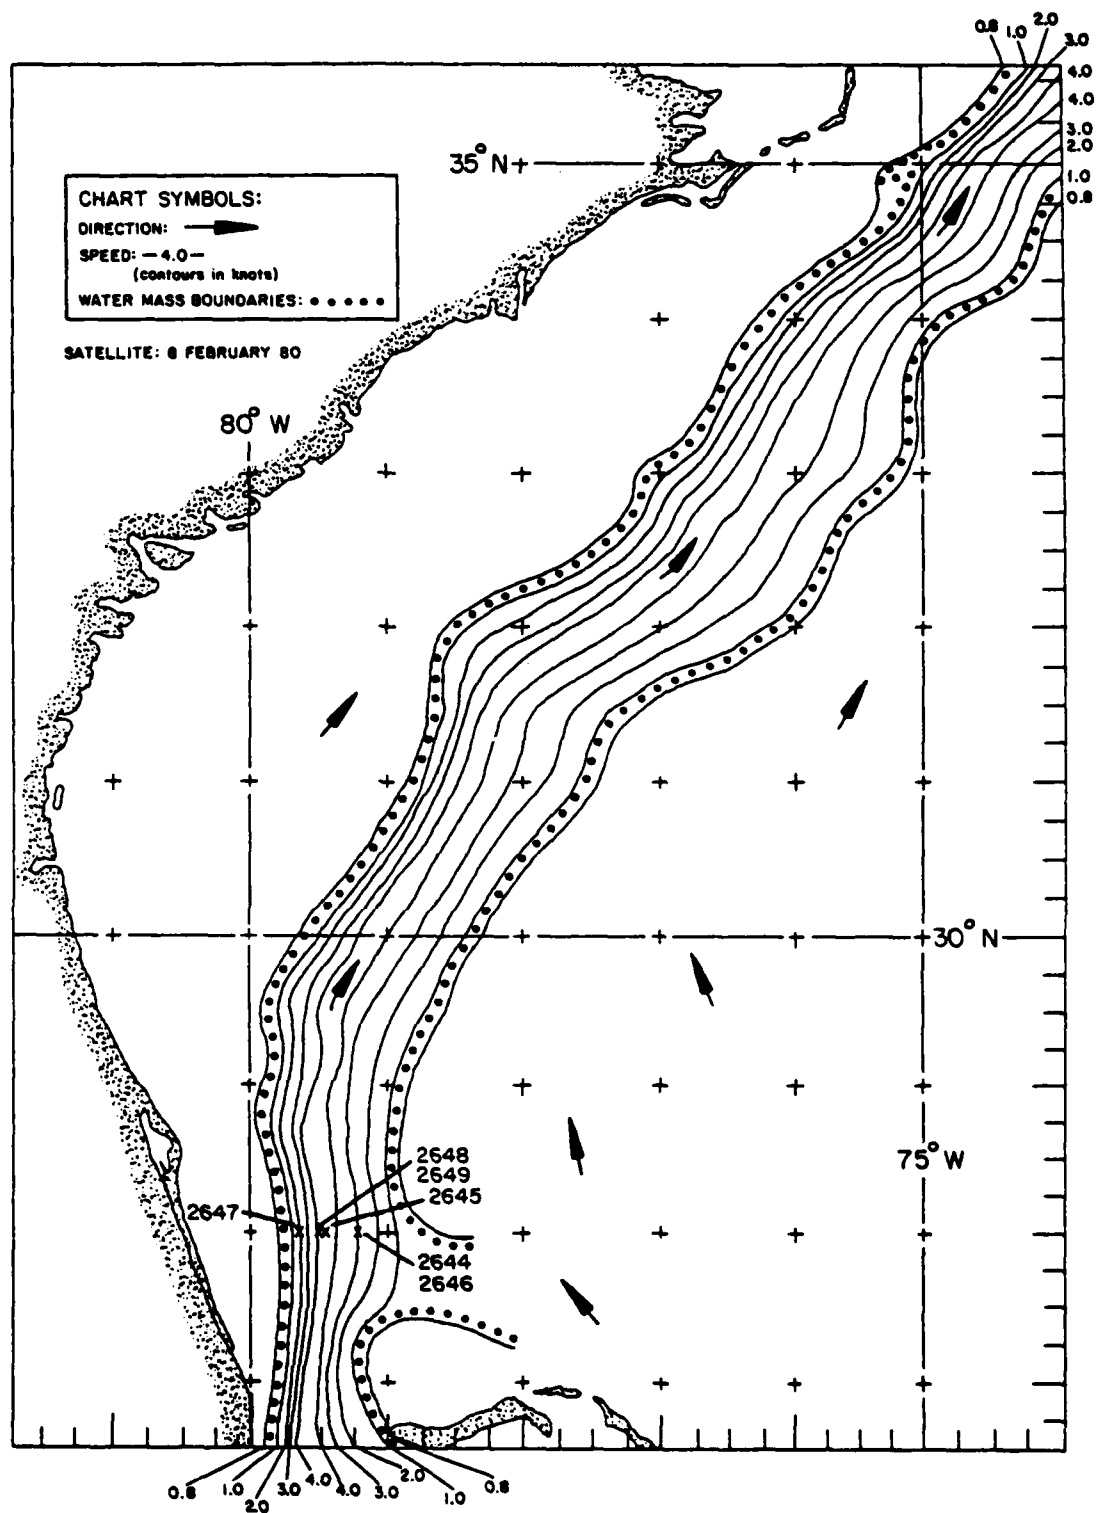 0.8 1.0 2.0 3.0
4.0
4.0
3.0
2.0
1.0
0.8
35° N
CHART SYMBOLS:
DIRECTION:
SPEED: —4.0—
(contours in knots)
WATER MASS BOUNDARIES:
SATELLITE: 8 FEBRUARY 80
80° W
30° N
75° W
2648
2649
2645
2647
2644
2646
0.8 1.0 2.0 3.0 4.0 4.0 3.0 2.0 1.0 0.8